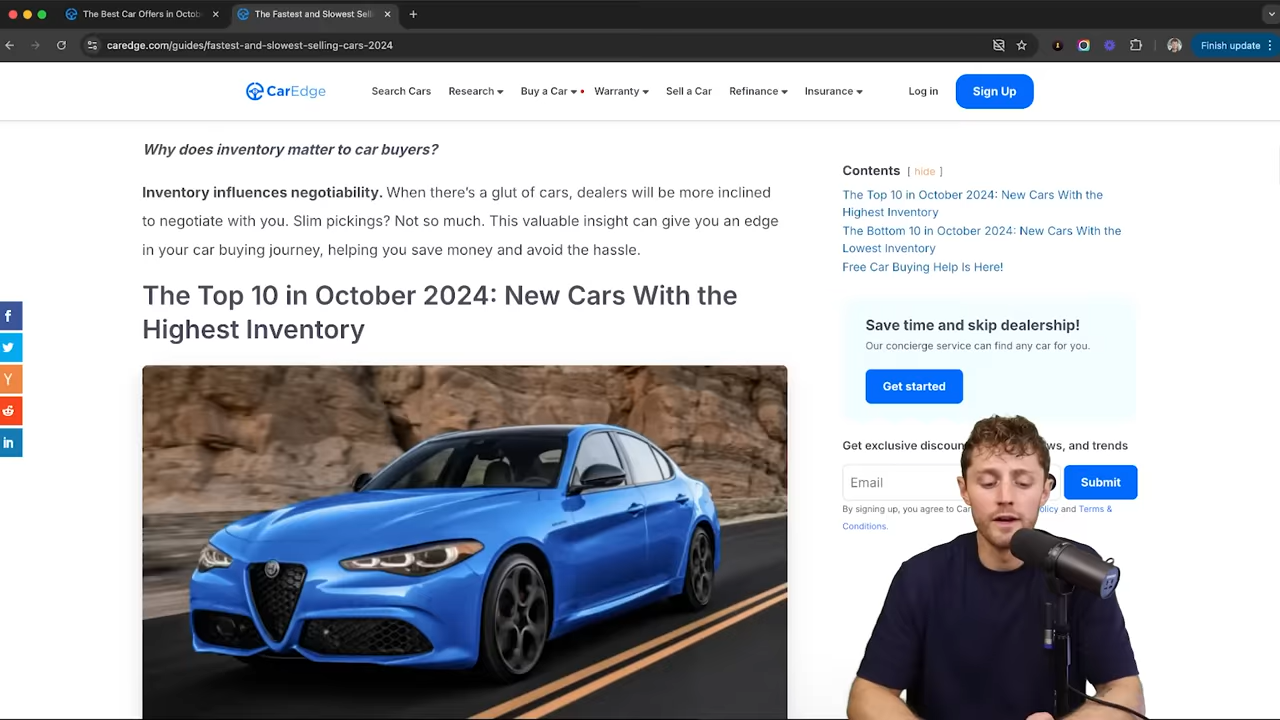 The Best Car Offers in Octob
The Fastest and Slowest Sell
caredge.com/guides/fastest-and-slowest-selling-cars-2024
Finish update
CarEdge
Search Cars
Research
Buy a Car
Warranty
Sell a Car
Refinance
Insurance
Log in
Sign Up
Why does inventory matter to car buyers?
Inventory influences negotiability. When there's a glut of cars, dealers will be more inclined
to negotiate with you. Slim pickings? Not so much. This valuable insight can give you an edge
in your car buying journey, helping you save money and avoid the hassle.
The Top 10 in October 2024: New Cars With the
Highest Inventory
Contents [ hide ]
The Top 10 in October 2024: New Cars With the
Highest Inventory
The Bottom 10 in October 2024: New Cars With the
Lowest Inventory
Free Car Buying Help Is Here!
Save time and skip dealership!
Our concierge service can find any car for you.
Get started
Get exclusive and trends
Email
Submit
By signing up, you agree to and Terms &
Conditions.